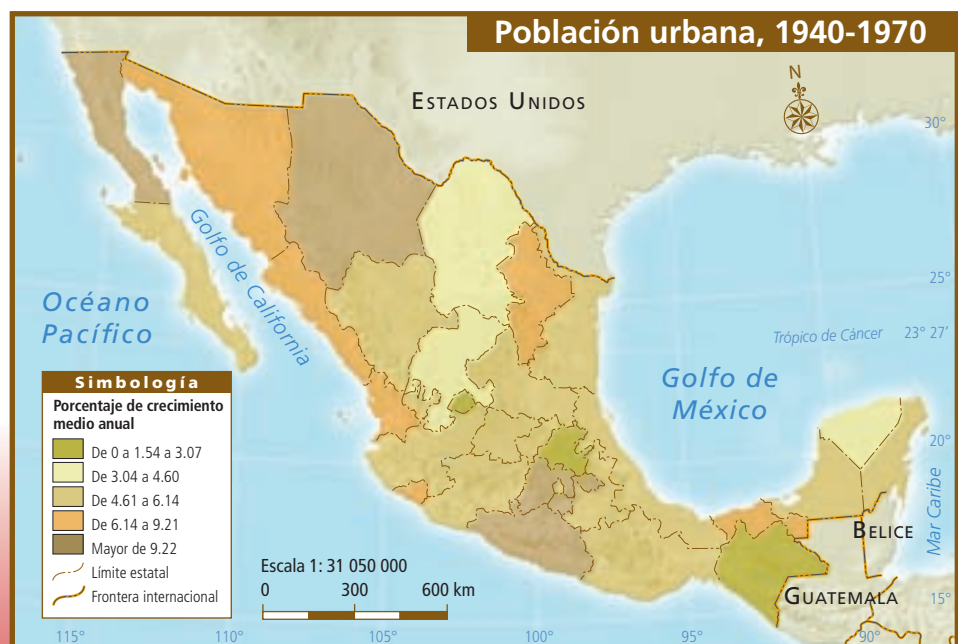 Población urbana, 1940-1970
N
ESTADOS UNIDOS
30°
Golfo de California
25°
Océano
Pacífico
Trópico de Cáncer
23° 27'
Golfo de
México
Simbología
Porcentaje de crecimiento
medio anual
De 0 a 1.54 a 3.07
De 3.04 a 4.60
De 4.61 a 6.14
De 6.14 a 9.21
Mayor de 9.22
Límite estatal
Frontera internacional
20°
Mar Caribe
BELICE
Escala 1: 31 050 000
0 300 600 km
GUATEMALA
15°
115°
110°
105°
100°
95°
90°